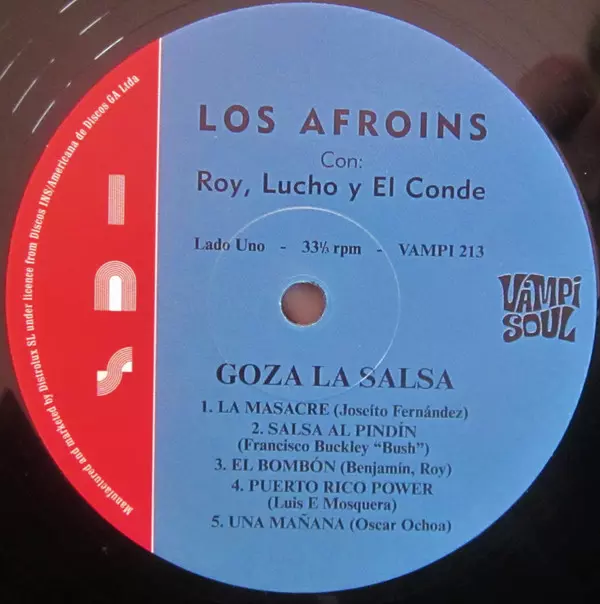 LOS AFROINS
Con:
Roy, Lucho y El Conde
Lado Uno - 33⅓ rpm - VAMPI 213
VAMPI
SOUL
GOZA LA SALSA
1. LA MASACRE (Joseíto Fernández)
2. SALSA AL PINDÍN
(Francisco Buckley "Bush")
3. EL BOMBÓN (Benjamín, Roy)
4. PUERTO RICO POWER
(Luis E Mosquera)
5. UNA MAÑANA (Oscar Ochoa)
Manufactured and marketed by Distrolux SL under licence from Discos INS/Americana de Discos GA Ltda
SDI